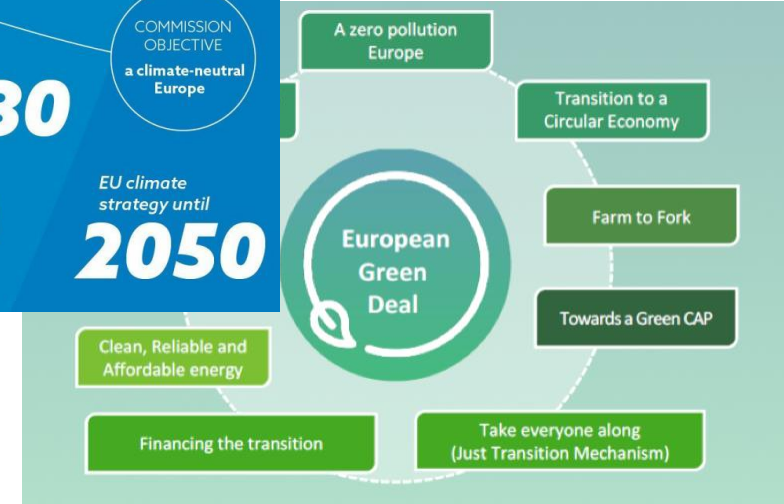 COMMISSION
OBJECTIVE
a climate-neutral
Europe
30
EU climate
strategy until
2050
A zero pollution
Europe
Transition to a
Circular Economy
Farm to Fork
European
Green
Deal
Towards a Green CAP
Clean, Reliable and
Affordable energy
Financing the transition
Take everyone along
(Just Transition Mechanism)